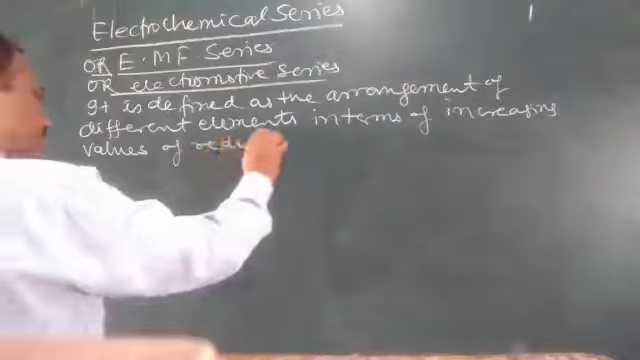 Electrochemical Series
OR E.M.F Series
OR electromotive series
It is defined as the arrangement of
different elements in terms of increasing
values of redu